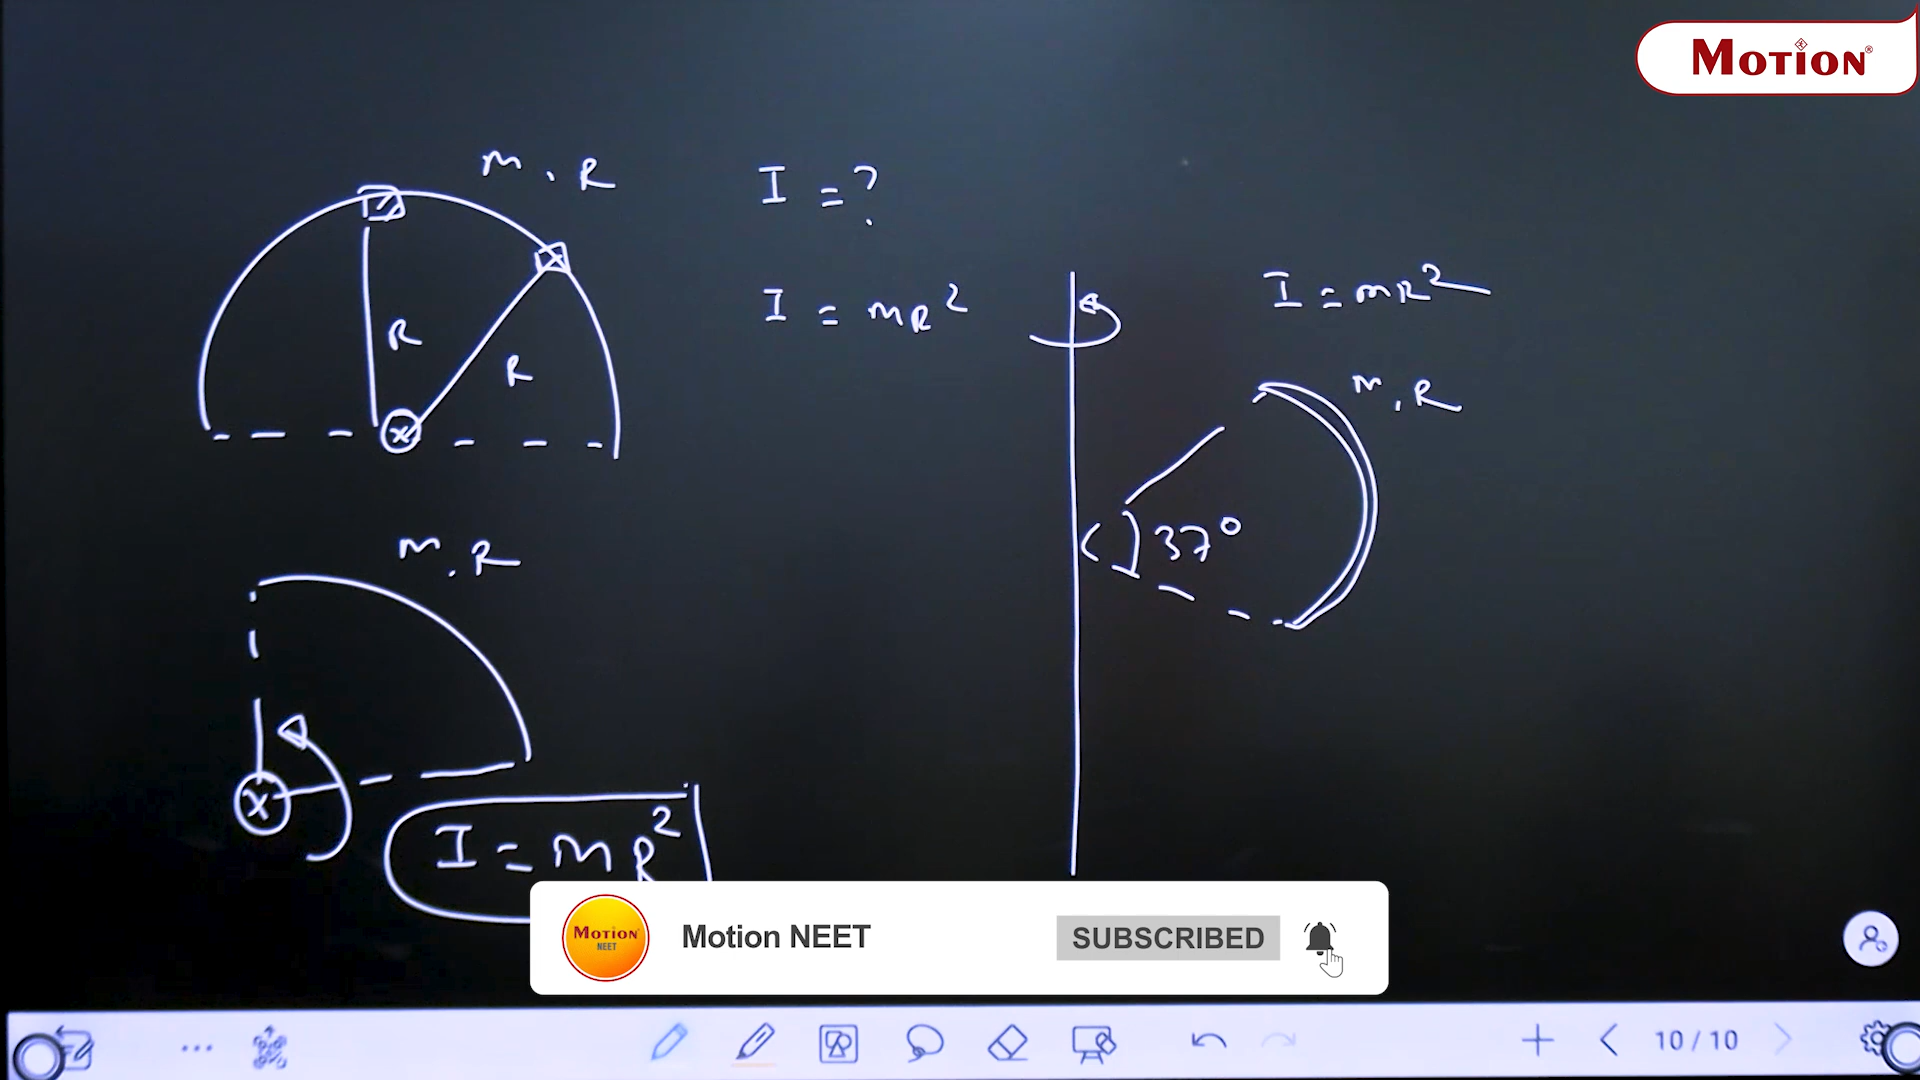 MOTION®
m, R
I = ?
R
R
I = mR²
I = mR²
m, R
37°
m, R
I = mR²
MOTION
NEET
Motion NEET
SUBSCRIBED
10/10